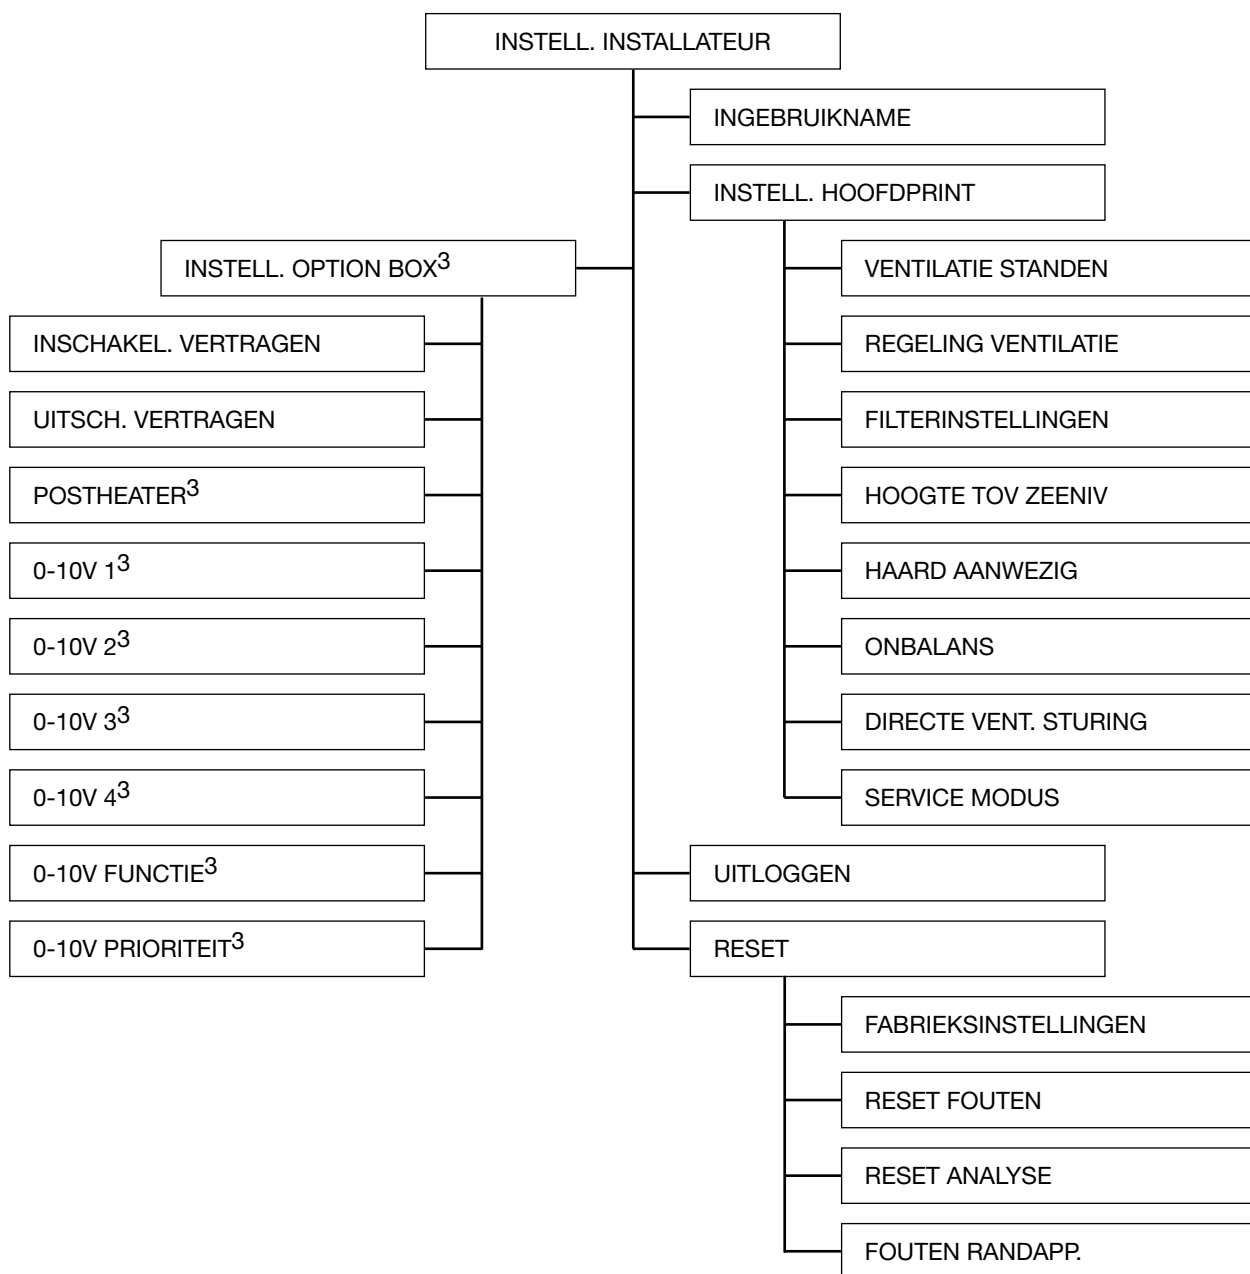 INSTELL. INSTALLATEUR
INGEBRUIKNAME
INSTELL. HOOFDPRINT
VENTILATIE STANDEN
REGELING VENTILATIE
FILTERINSTELLINGEN
HOOGTE TOV ZEENIV
HAARD AANWEZIG
ONBALANS
DIRECTE VENT. STURING
SERVICE MODUS
INSTELL. OPTION BOX3
INSCHAKEL. VERTRAGEN
UITSCH. VERTRAGEN
POSTHEATER3
0-10V 13
0-10V 23
0-10V 33
0-10V 43
0-10V FUNCTIE3
0-10V PRIORITEIT3
UITLOGGEN
RESET
FABRIEKSINSTELLINGEN
RESET FOUTEN
RESET ANALYSE
FOUTEN RANDAPP.